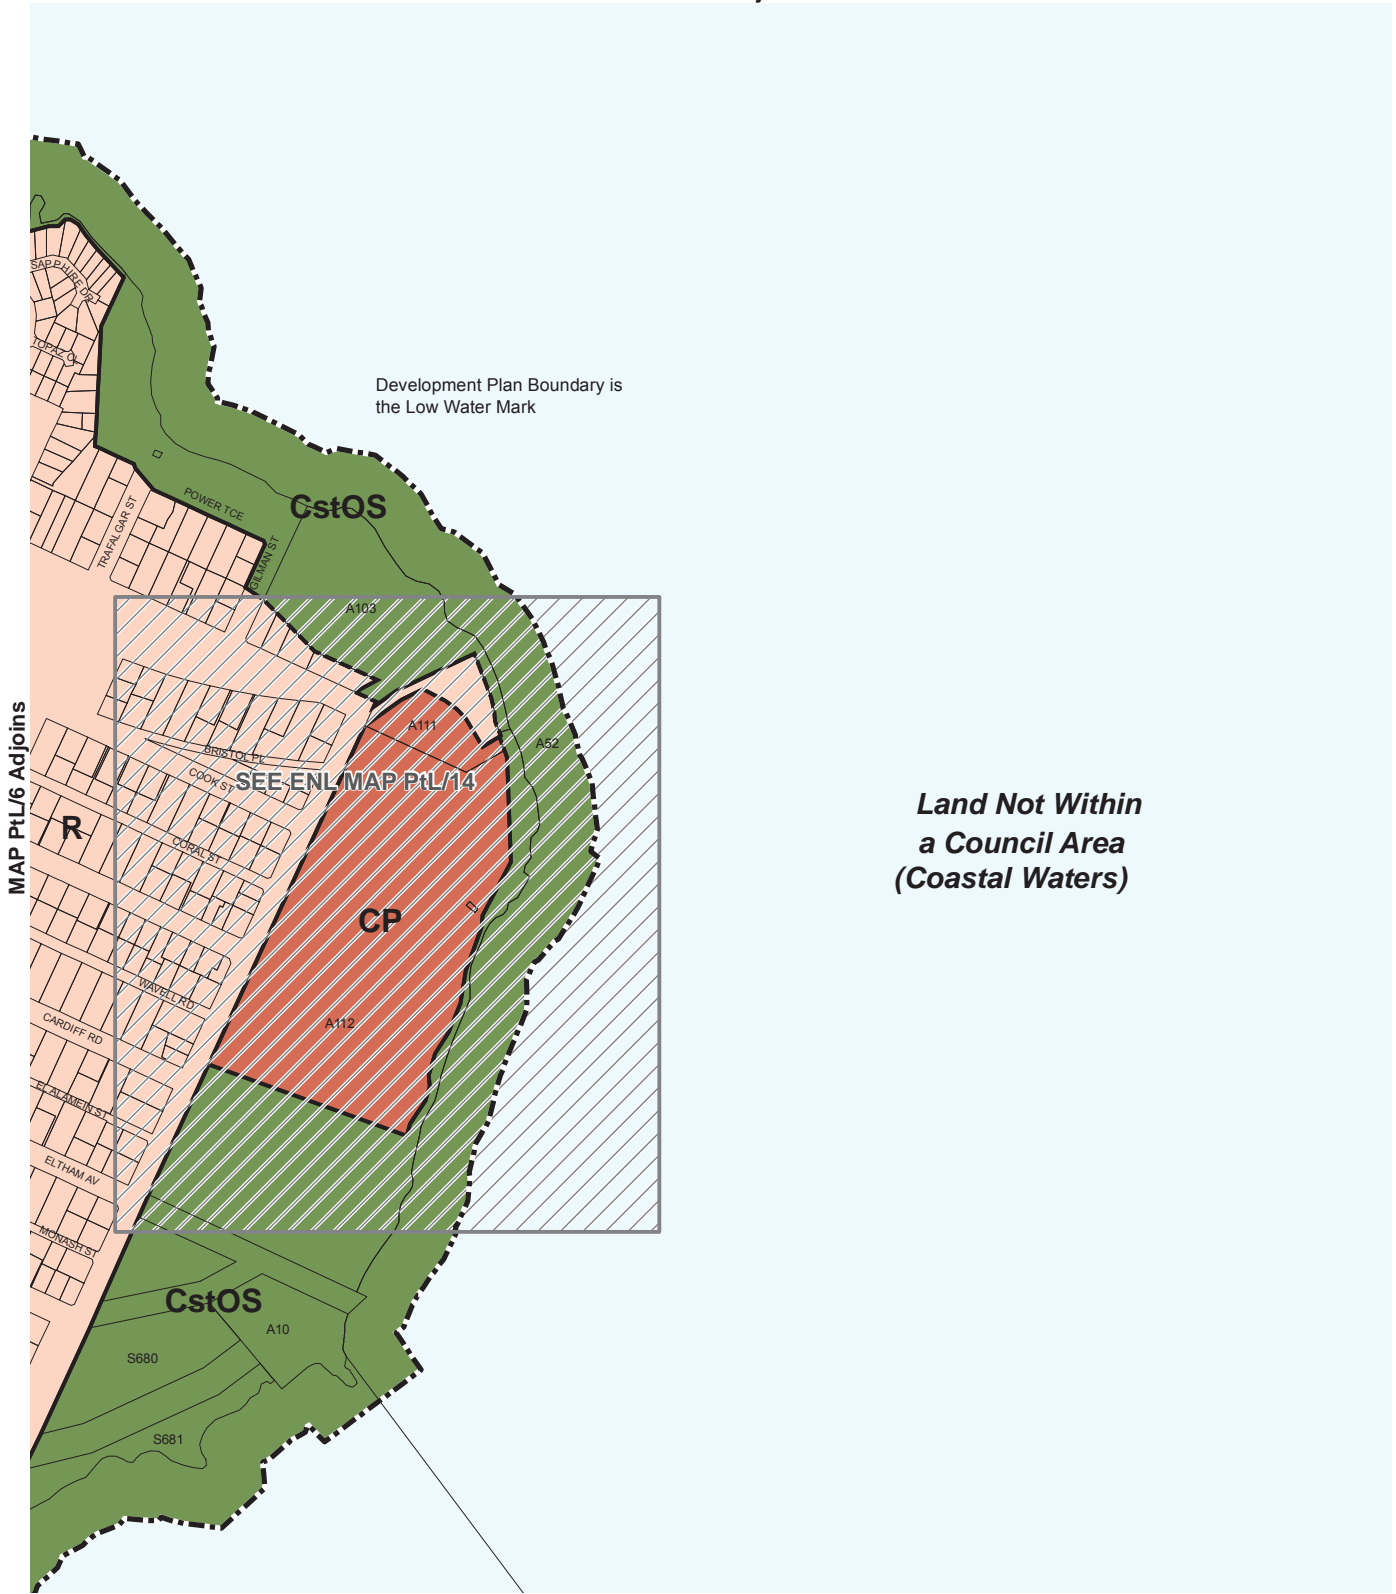 SAPPHIRE DR
TOPAZ CL
Development Plan Boundary is
the Low Water Mark
POWER TCE
CstOS
TRAFALGAR ST
GILMAN ST
A103
MAP PtL/6 Adjoins
A111
A52
BRISTOL PL
COOK ST
SEE ENL MAP PtL/14
Land Not Within
a Council Area
(Coastal Waters)
R
CORAL ST
CP
WAVELL RD
A112
CARDIFF RD
EL ALAMEIN ST
ELTHAM AV
MONASH ST
CstOS
A10
S680
S681